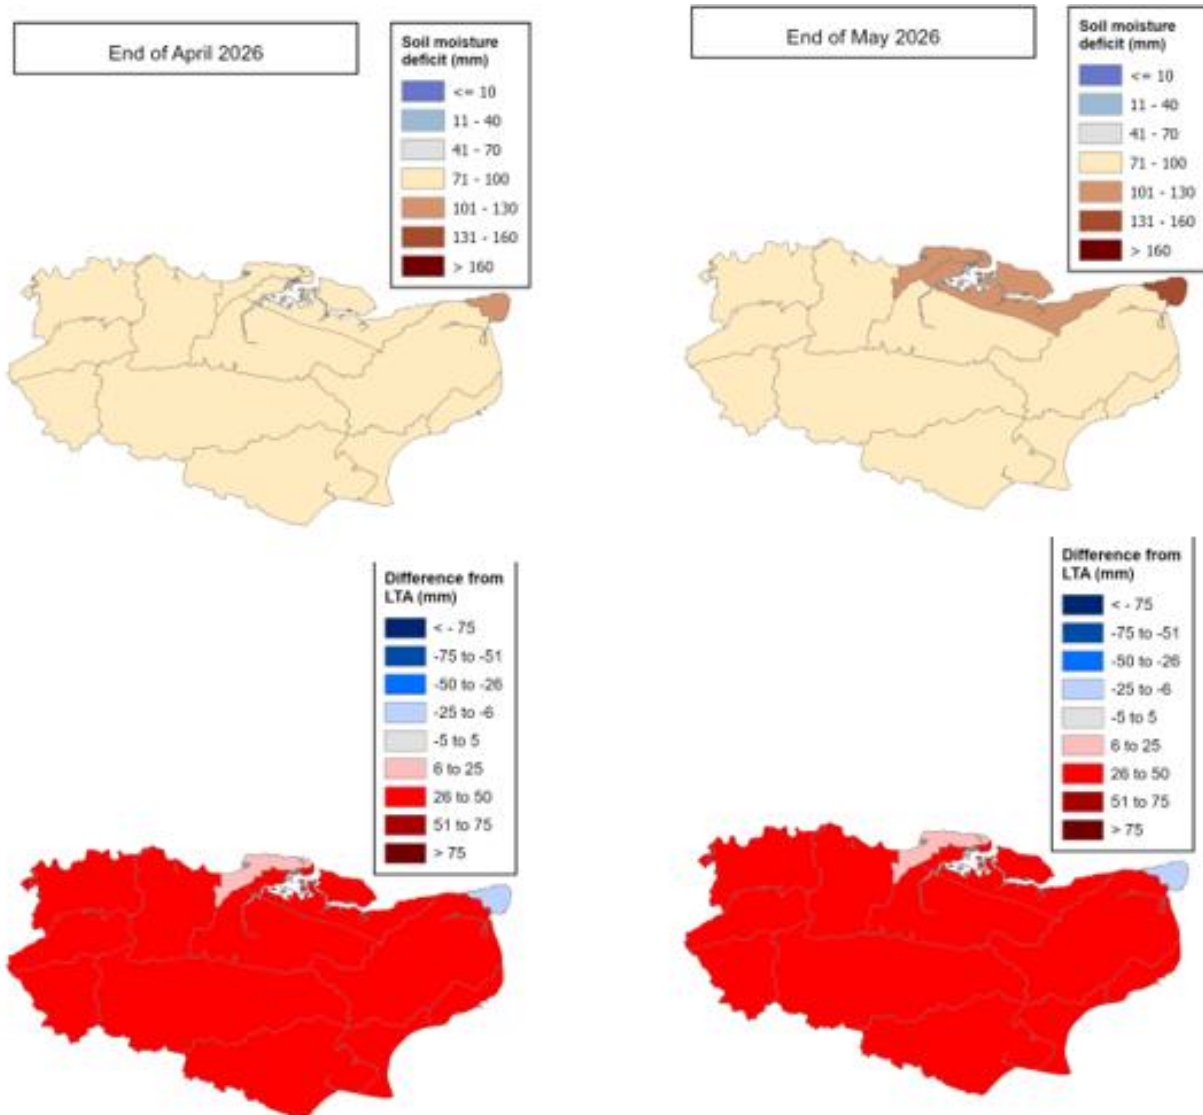 End of April 2026
Soil moisture
deficit (mm)
<= 10
11 - 40
41 - 70
71 - 100
101 - 130
131 - 160
> 160
End of May 2026
Soil moisture
deficit (mm)
<= 10
11 - 40
41 - 70
71 - 100
101 - 130
131 - 160
> 160
Difference from
LTA (mm)
< - 75
-75 to -51
-50 to -26
-25 to -6
-5 to 5
6 to 25
26 to 50
51 to 75
> 75
Difference from
LTA (mm)
< - 75
-75 to -51
-50 to -26
-25 to -6
-5 to 5
6 to 25
26 to 50
51 to 75
> 75